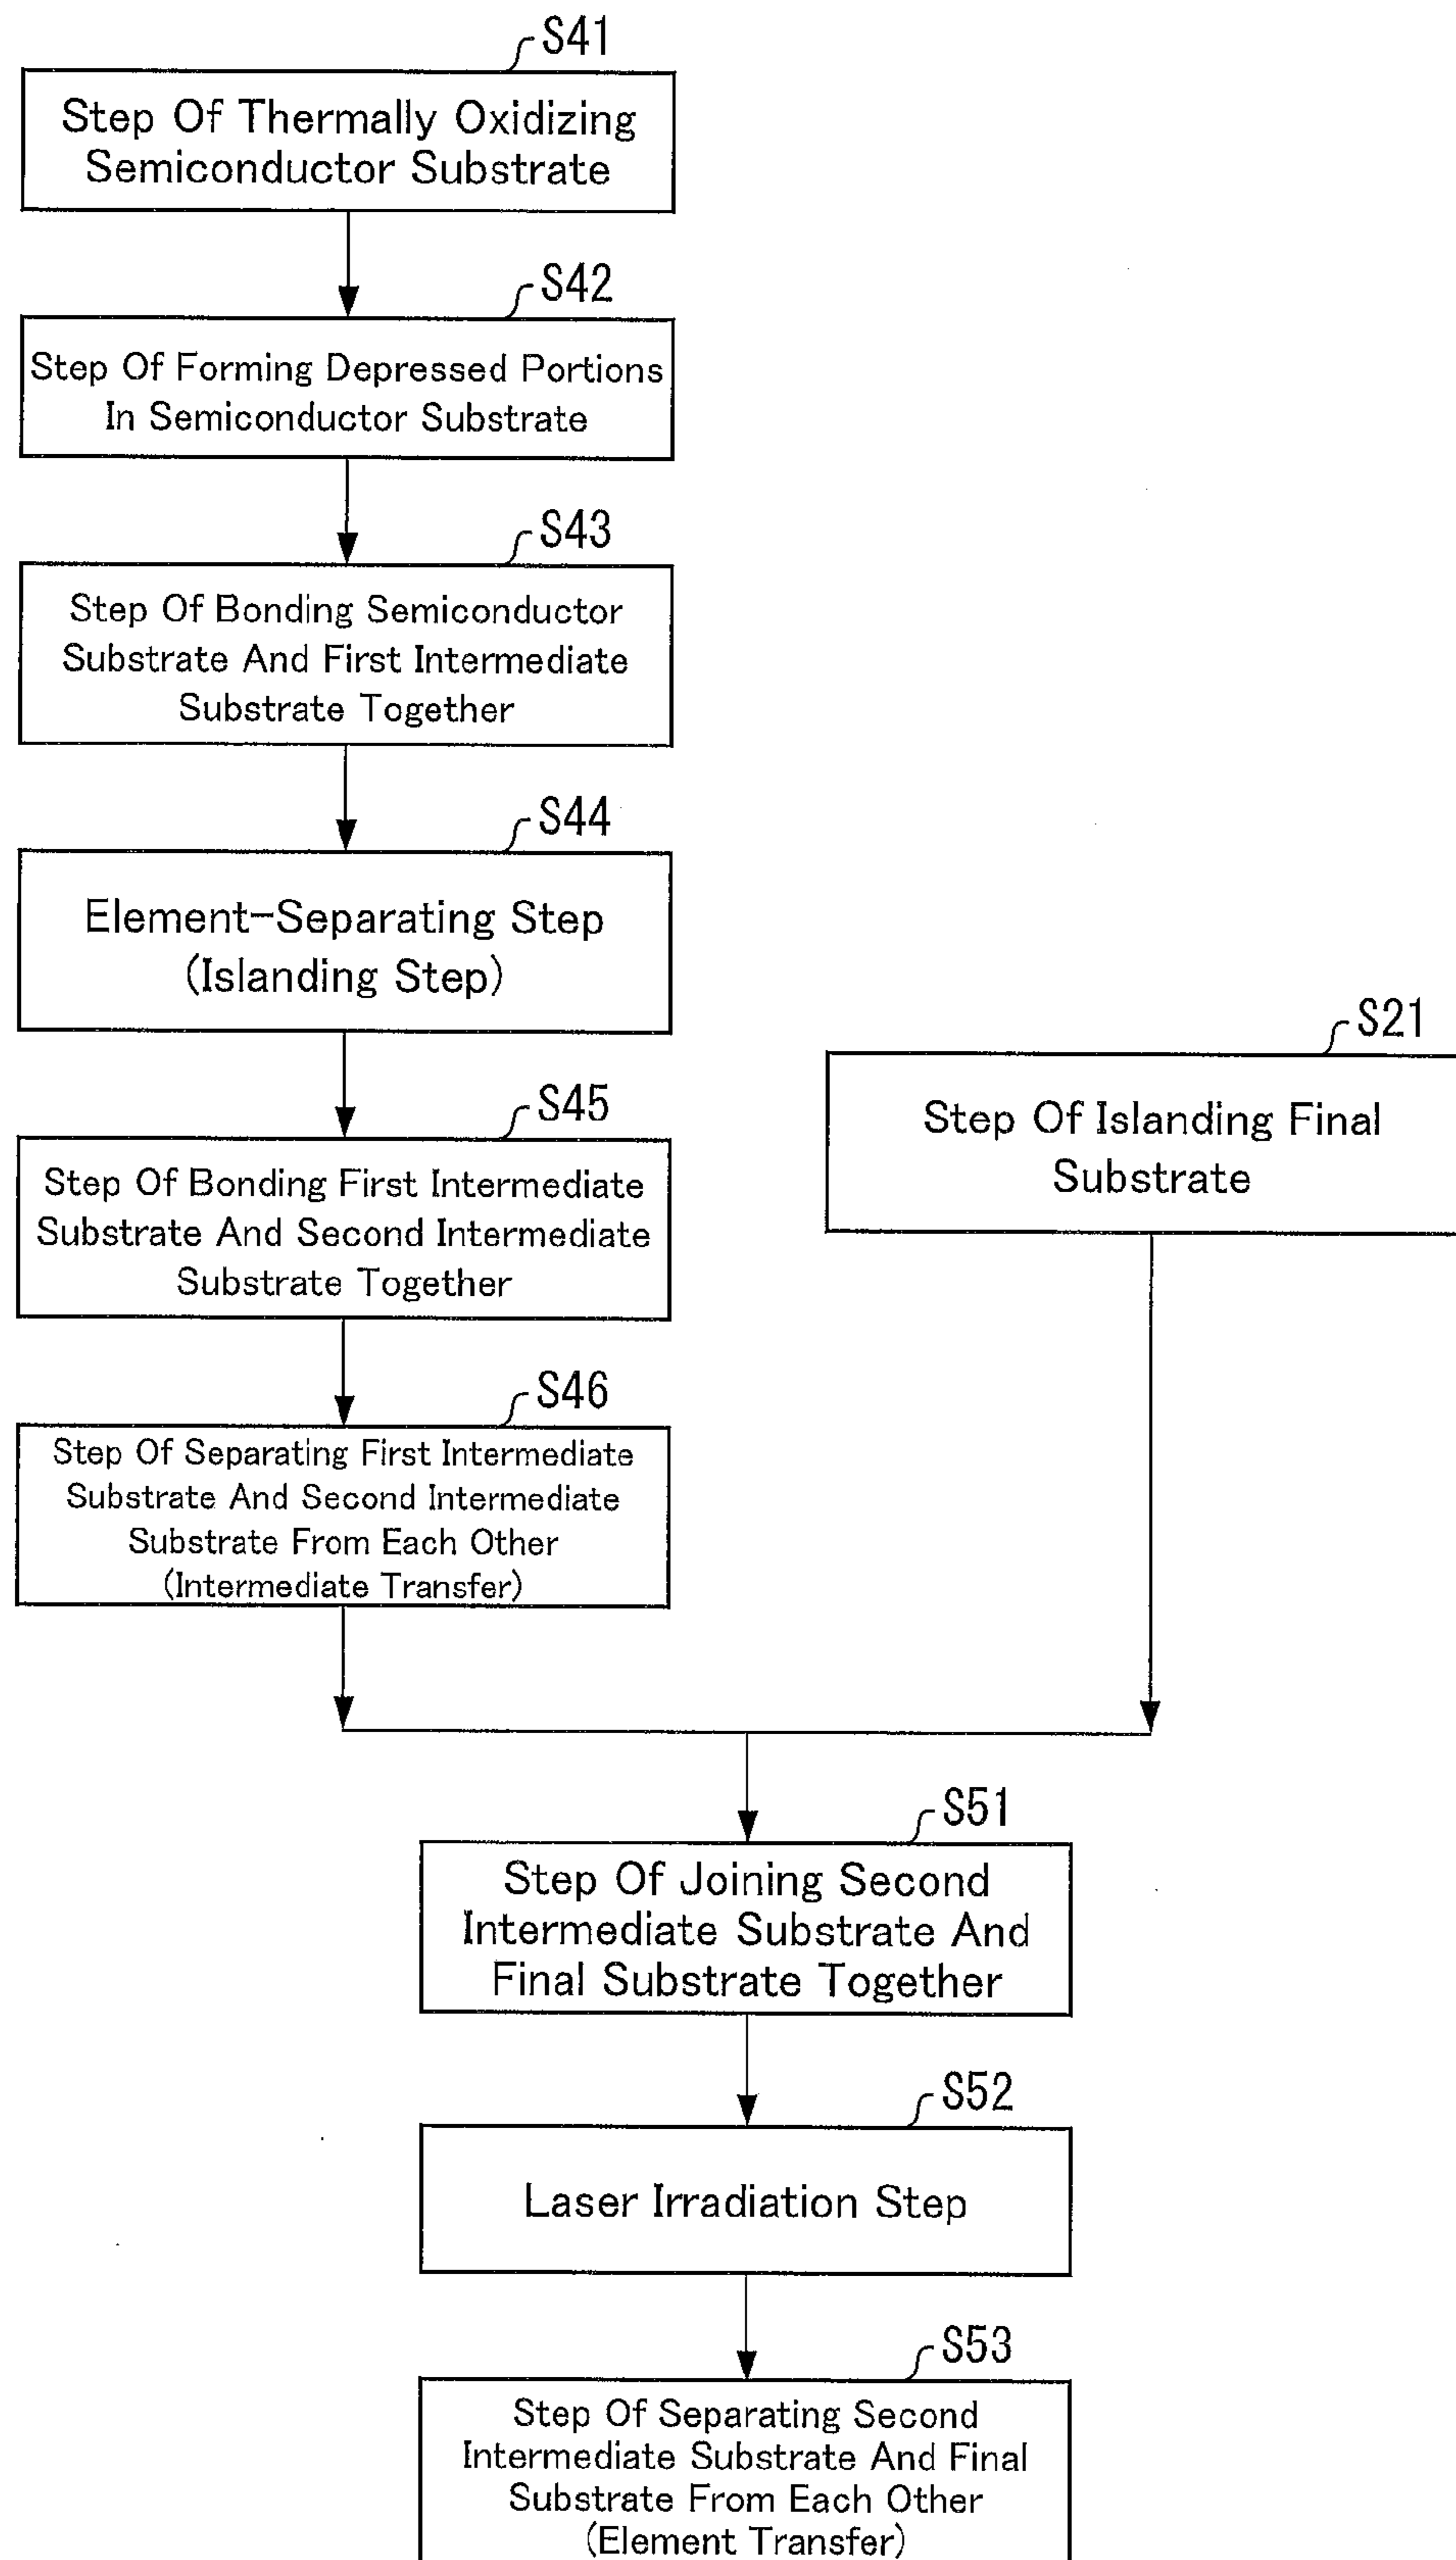 S41
Step Of Thermally Oxidizing
Semiconductor Substrate
S42
Step Of Forming Depressed Portions
In Semiconductor Substrate
S43
Step Of Bonding Semiconductor
Substrate And First Intermediate
Substrate Together
S44
Element-Separating Step
(Islanding Step)
S21
Step Of Islanding Final
Substrate
S45
Step Of Bonding First Intermediate
Substrate And Second Intermediate
Substrate Together
S46
Step Of Separating First Intermediate
Substrate And Second Intermediate
Substrate From Each Other
(Intermediate Transfer)
S51
Step Of Joining Second
Intermediate Substrate And
Final Substrate Together
S52
Laser Irradiation Step
S53
Step Of Separating Second
Intermediate Substrate And Final
Substrate From Each Other
(Element Transfer)